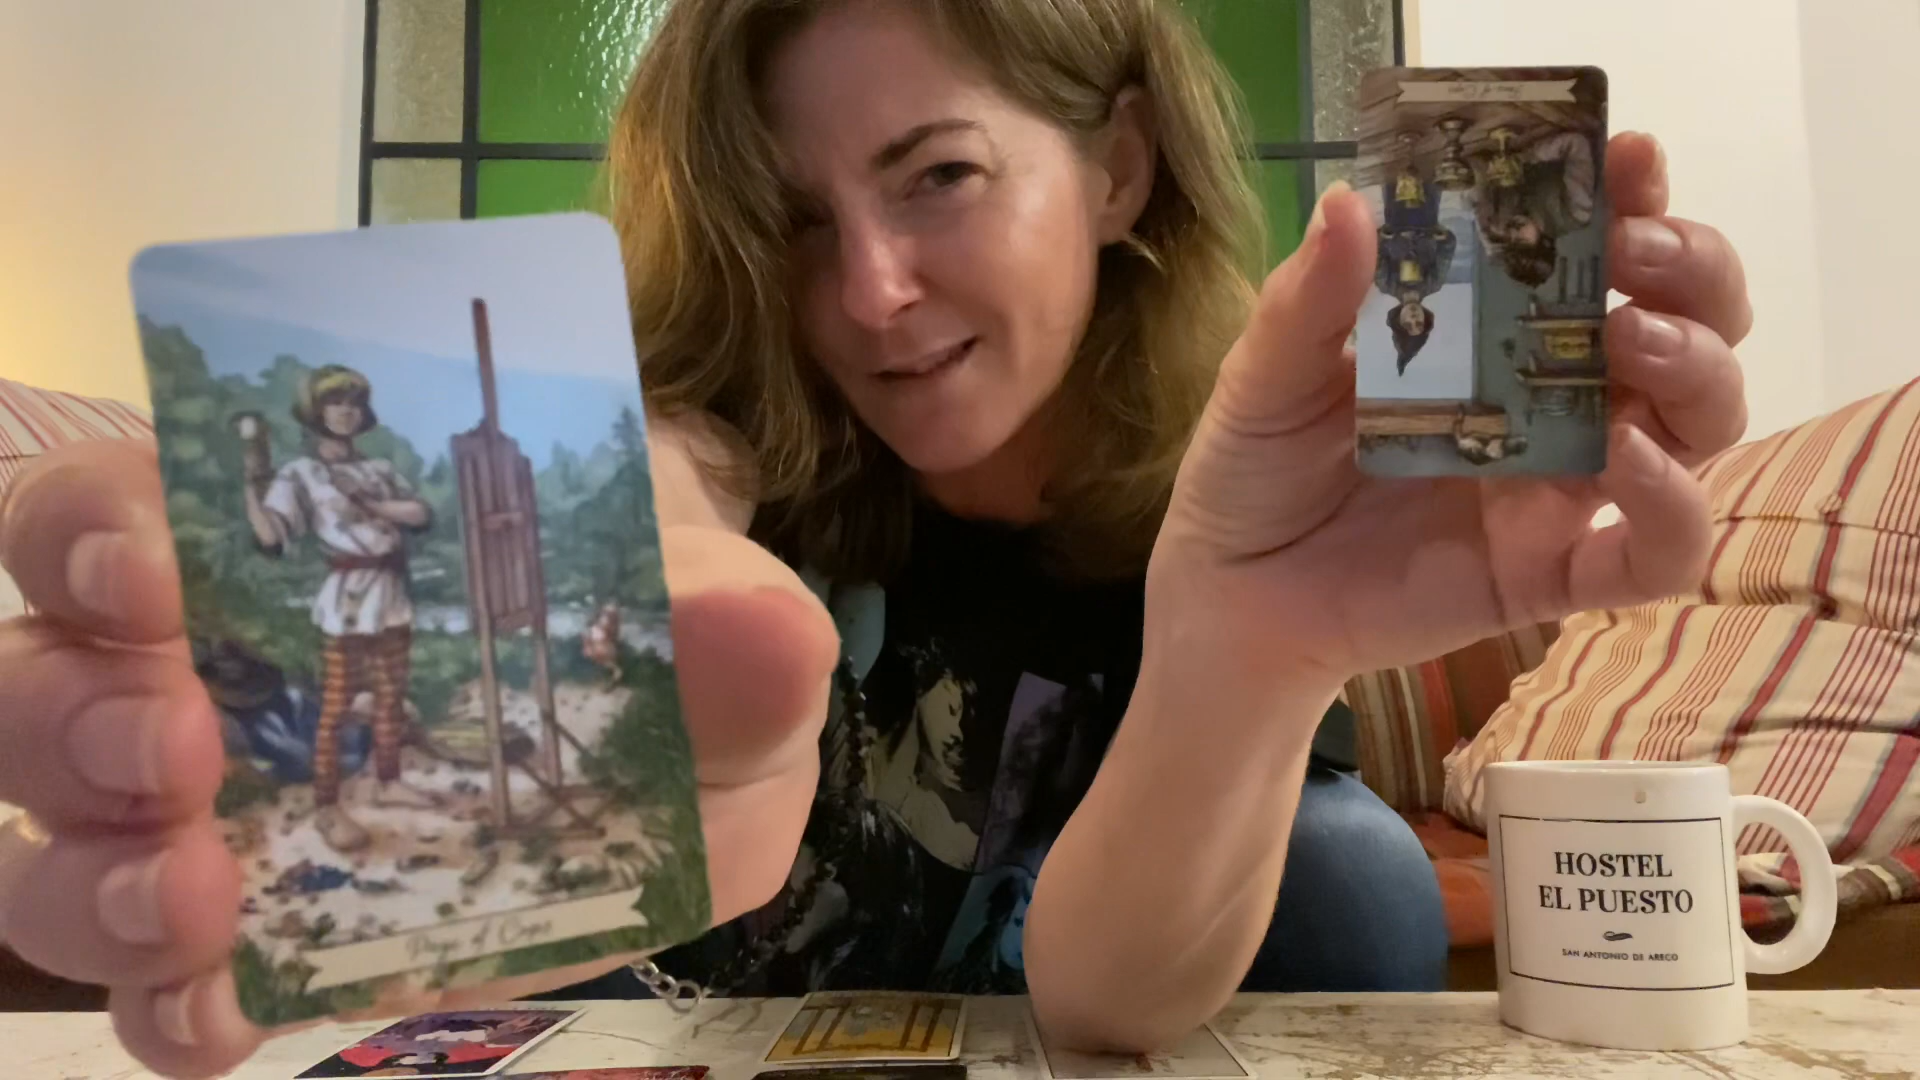 Page of Cups
HOSTEL
EL PUESTO
SAN ANTONIO DE ARECO